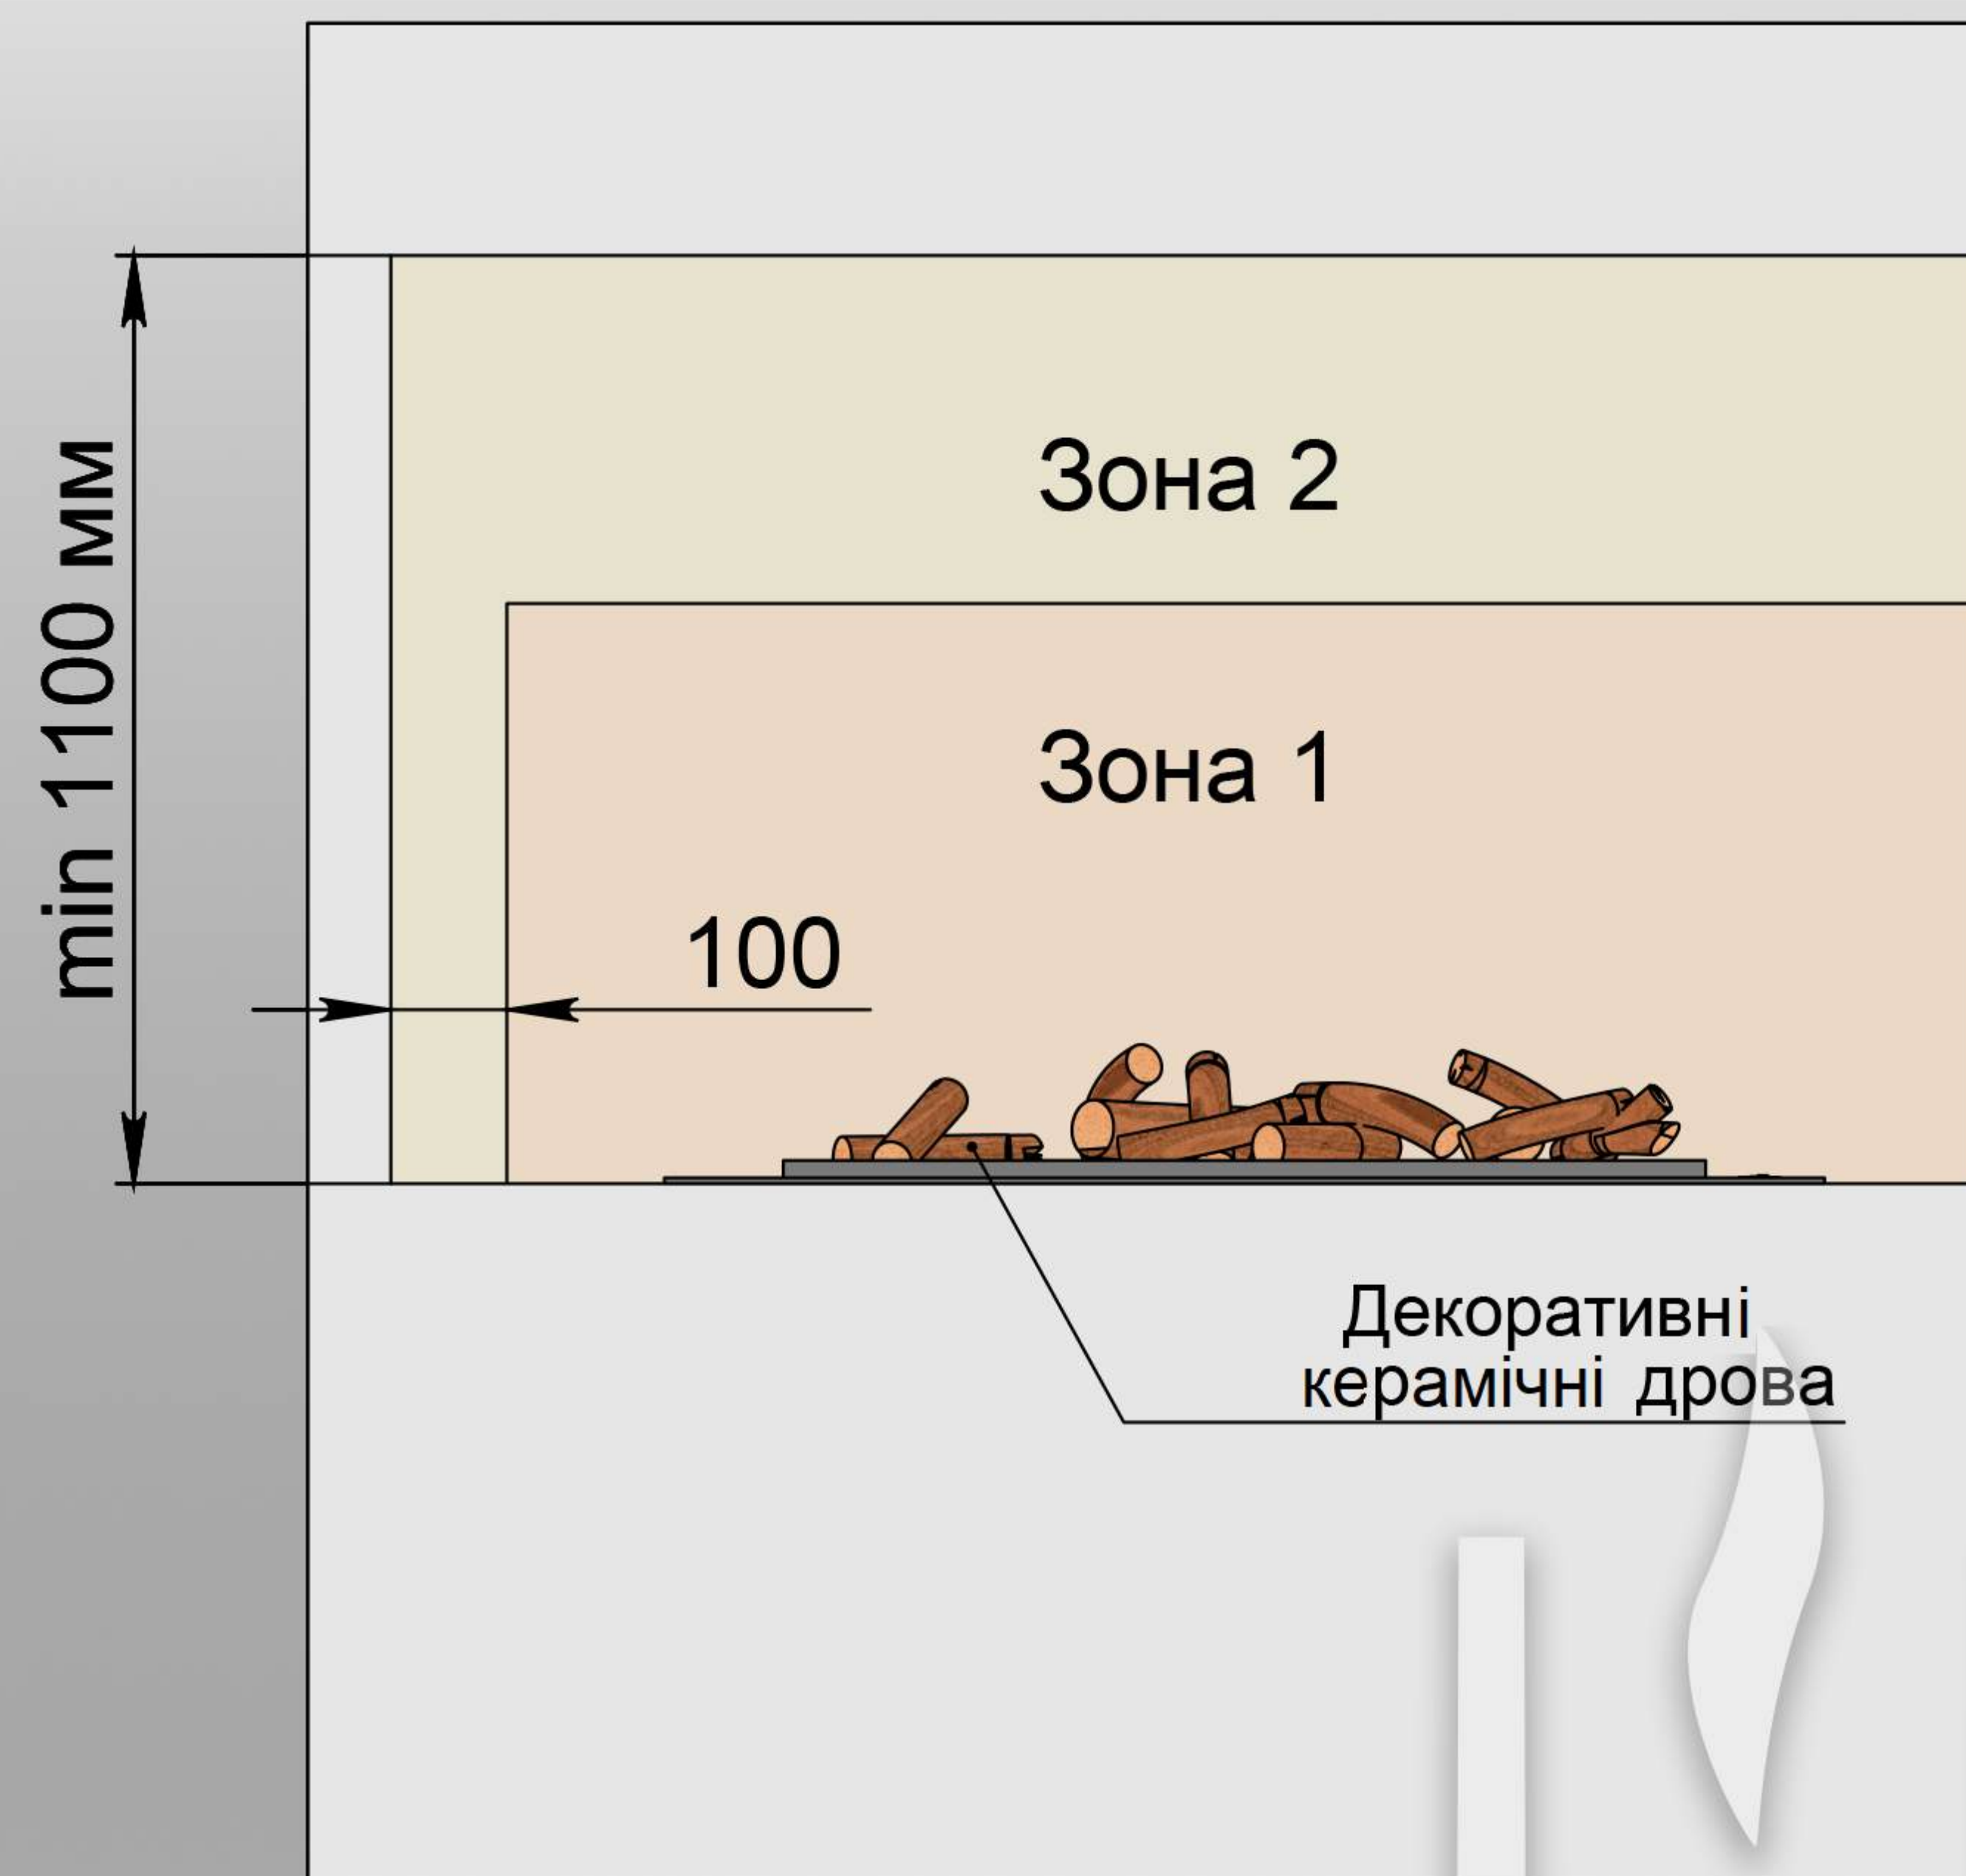 min 1100 мм
Зона 2
Зона 1
100
Декоративні
керамічні дрова